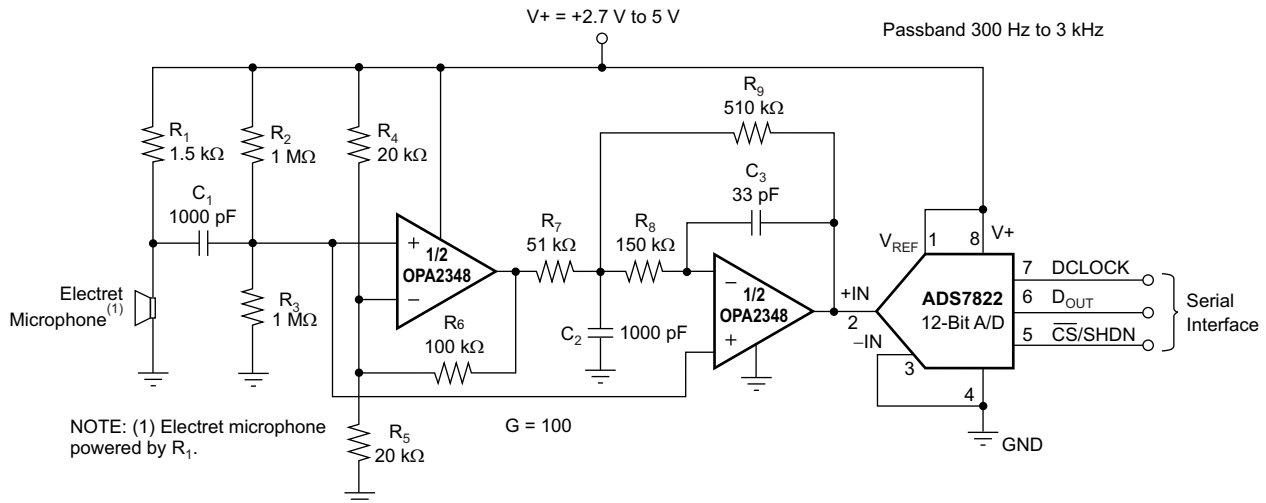 V+ = +2.7 V to 5 V
Passband 300 Hz to 3 kHz
R9
510 kΩ
R1
1.5 kΩ
R2
1 MΩ
R4
20 kΩ
C3
33 pF
C1
1000 pF
R7
51 kΩ
R8
150 kΩ
VREF
1
8
V+
+
1/2
OPA2348
−
7
DCLOCK
Electret
Microphone(1)
R3
1 MΩ
−
1/2
OPA2348
+
+IN
2
ADS7822
12-Bit A/D
6
DOUT
Serial
Interface
R6
100 kΩ
C2
1000 pF
−IN
3
5
CS/SHDN
4
NOTE: (1) Electret microphone
powered by R1.
R5
20 kΩ
G = 100
GND